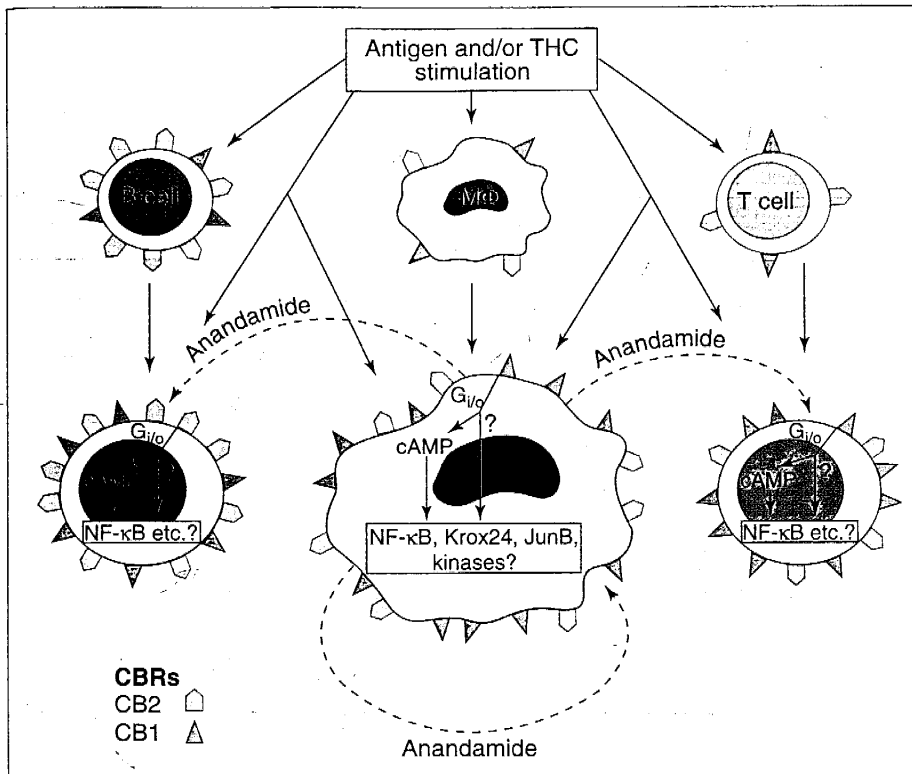 Antigen and/or THC
stimulation
B cell
MΦ
T cell
Anandamide
Anandamide
Gi/o
Gi/o
?
cAMP
Gi/o
cAMP
?
NF-κB etc.?
NF-κB, Krox24, JunB,
kinases?
NF-κB etc.?
CBRs
CB2
CB1
Anandamide